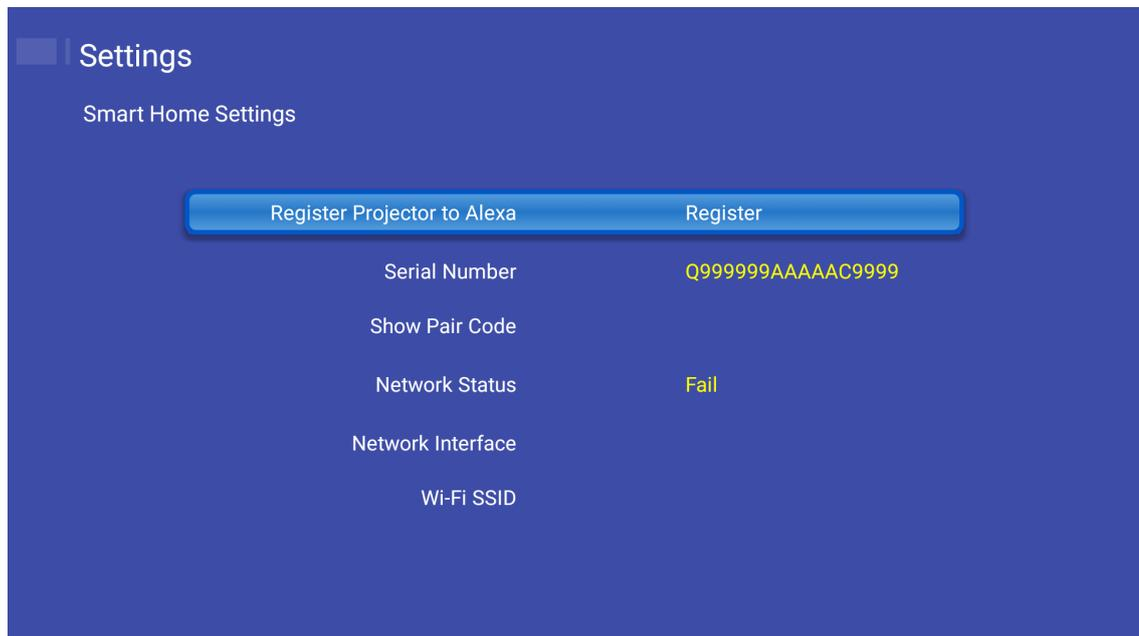 Settings
Smart Home Settings
Register Projector to Alexa Register
Serial Number Q999999AAAAAC9999
Show Pair Code
Network Status Fail
Network Interface
Wi-Fi SSID